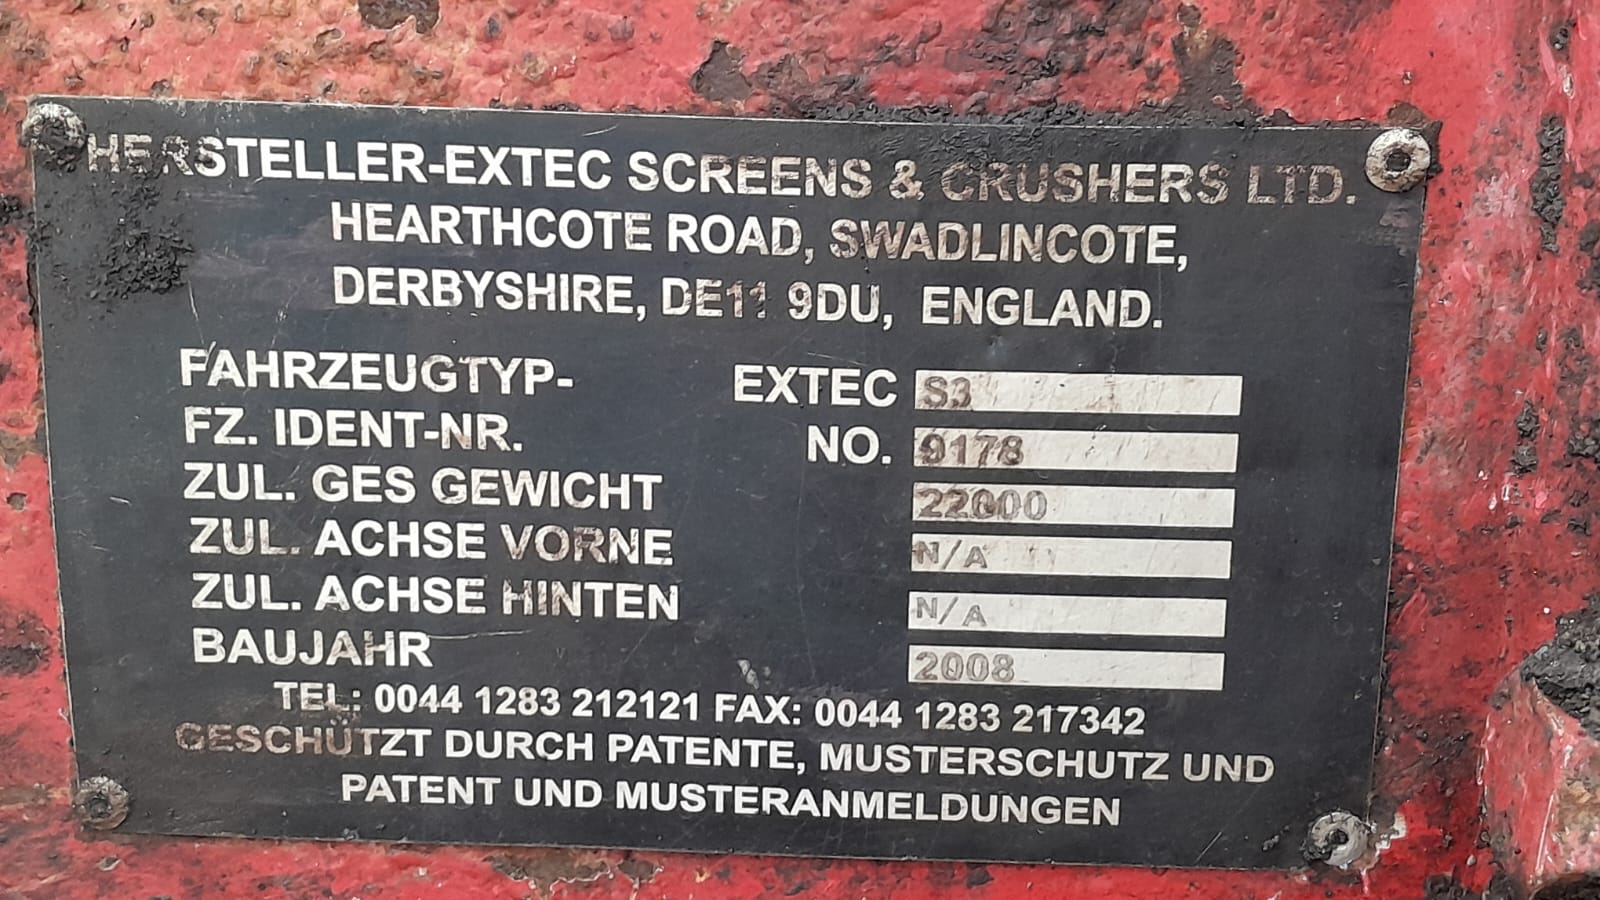 HERSTELLER-EXTEC SCREENS & CRUSHERS LTD.
HEARTHCOTE ROAD, SWADLINCOTE,
DERBYSHIRE, DE11 9DU, ENGLAND.
FAHRZEUGTYP- EXTEC S3
FZ. IDENT-NR. NO. 9178
ZUL. GES GEWICHT 22000
ZUL. ACHSE VORNE N/A
ZUL. ACHSE HINTEN N/A
BAUJAHR 2008
TEL: 0044 1283 212121 FAX: 0044 1283 217342
GESCHÜTZT DURCH PATENTE, MUSTERSCHUTZ UND
PATENT UND MUSTERANMELDUNGEN